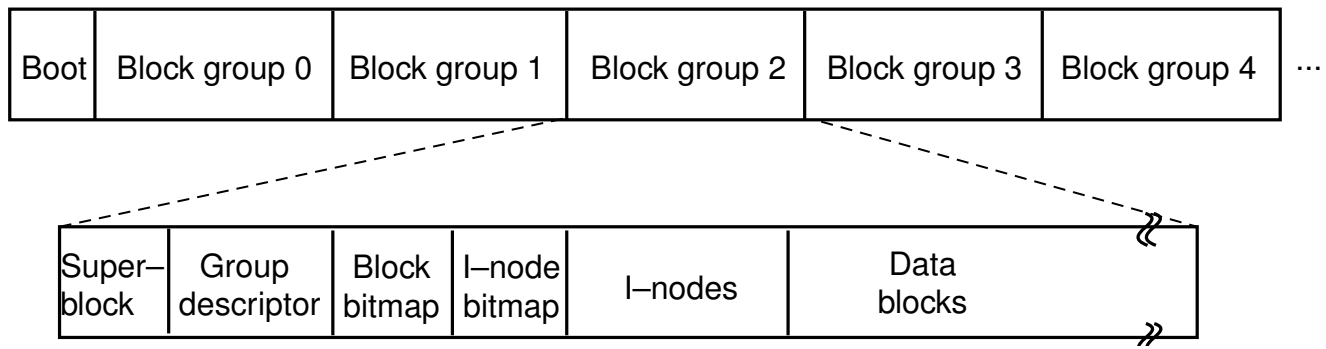 Boot Block group 0 Block group 1 Block group 2 Block group 3 Block group 4 ...
Super–
block
Group
descriptor
Block
bitmap
I–node
bitmap
I–nodes
Data
blocks